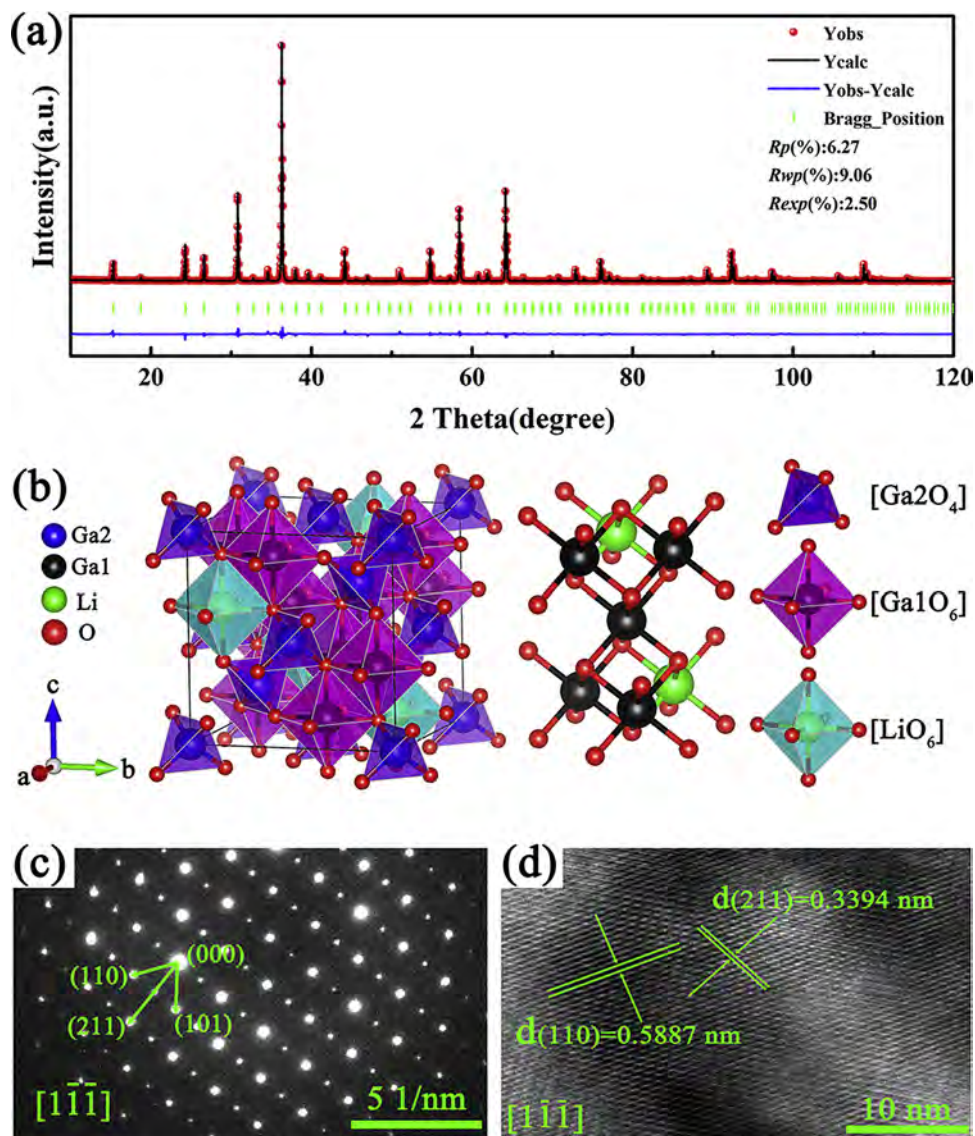 (a)
Intensity(a.u.)
Yobs
Ycalc
Yobs-Ycalc
Bragg_Position
Rp(%):6.27
Rwp(%):9.06
Rexp(%):2.50
20 40 60 80 100 120
2 Theta(degree)
(b)
Ga2
Ga1
Li
O
c
a
b
[Ga2O₄]
[Ga1O₆]
[LiO₆]
(c)
(000)
(110)
(211)
(101)
[11̄1̄]
5 1/nm
(d)
d(211)=0.3394 nm
d(110)=0.5887 nm
[11̄1̄]
10 nm